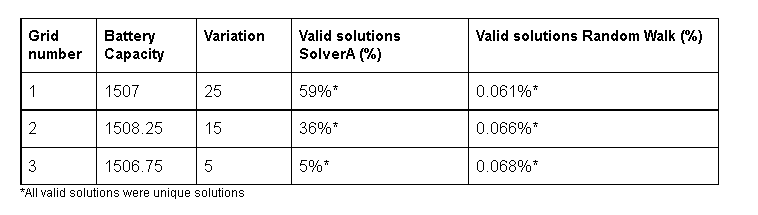 Grid number Battery Capacity Variation Valid solutions SolverA (%) Valid solutions Random Walk (%)
1 1507 25 59%* 0.061%*
2 1508.25 15 36%* 0.066%*
3 1506.75 5 5%* 0.068%*
*All valid solutions were unique solutions